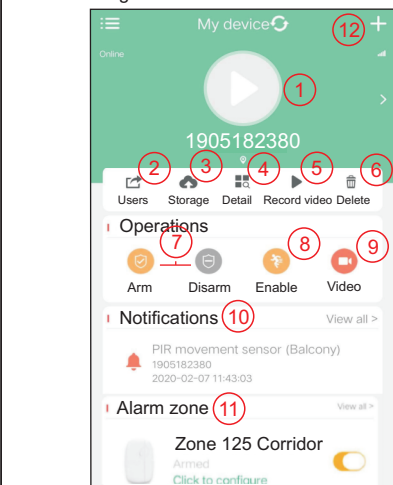 My device 12
Online
1
1905182380
2 3 4 5 6
Users Storage Detail Record video Delete
Operations
7 8 9
Arm Disarm Enable Video
Notifications 10 View all >
PIR movement sensor (Balcony)
1905182380
2020-02-07 11:43:03
Alarm zone 11 View all >
Zone 125 Corridor
Armed
Click to configure